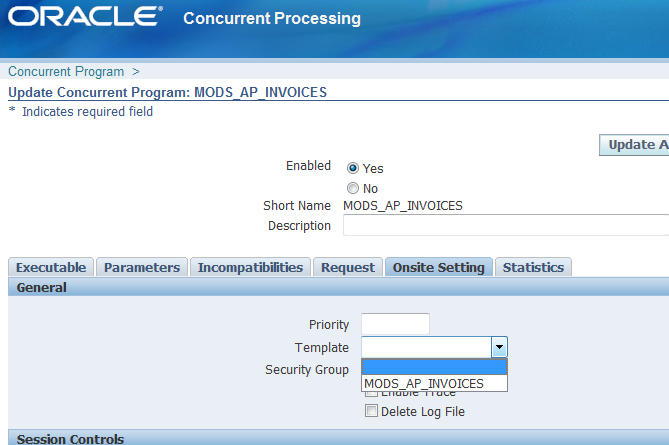 ORACLE® Concurrent Processing
Concurrent Program >
Update Concurrent Program: MODS_AP_INVOICES
* Indicates required field
Update A
Enabled Yes
No
Short Name MODS_AP_INVOICES
Description
Executable Parameters Incompatibilities Request Onsite Setting Statistics
General
Priority
Template
Security Group
MODS_AP_INVOICES
Enable Trace
Delete Log File
Session Controls